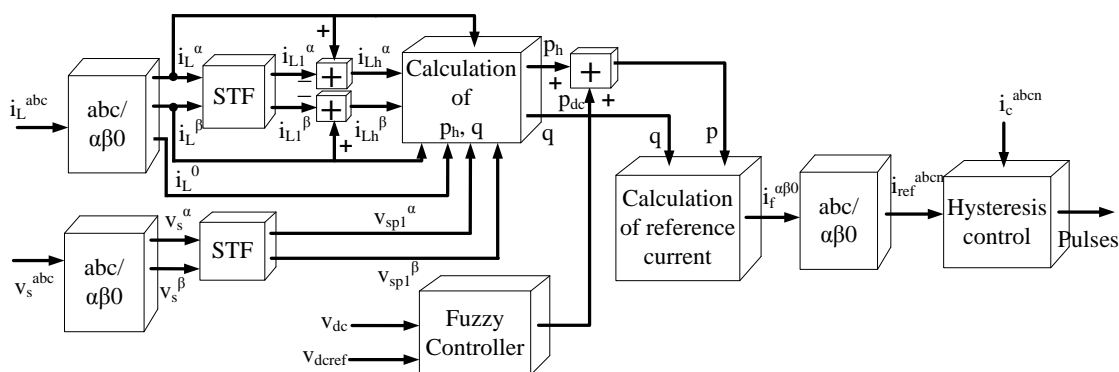 i_L^abc
abc/
αβ0
i_L^α
i_L^β
i_L^0
STF
i_L1^α
i_L1^β
+
−
+
−
+
+
i_Lh^α
i_Lh^β
Calculation
of
p_h, q
p_h
+
+
p_dc
+
q
v_s^abc
abc/
αβ0
v_s^α
v_s^β
STF
v_sp1^α
v_sp1^β
v_dc
v_dcref
Fuzzy
Controller
q
p
Calculation
of reference
current
i_f^αβ0
abc/
αβ0
i_ref^abcn
i_c^abcn
Hysteresis
control
Pulses